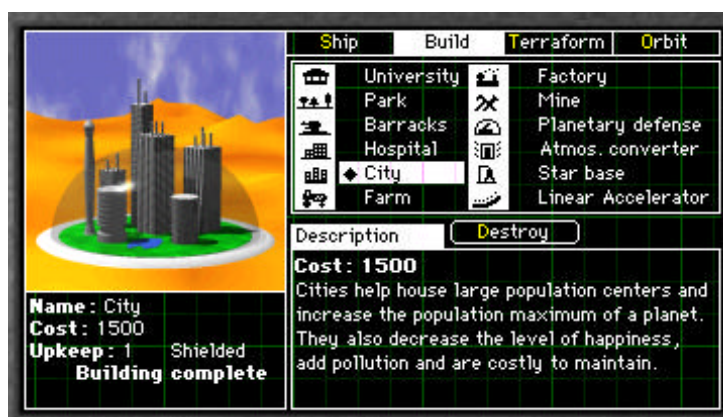 Ship Build Terraform Orbit
University Factory
Park Mine
Barracks Planetary defense
Hospital Atmos. converter
City Star base
Farm Linear Accelerator
Description Destroy
Cost: 1500
Cities help house large population centers and
increase the population maximum of a planet.
They also decrease the level of happiness,
add pollution and are costly to maintain.
Name: City
Cost: 1500
Upkeep: 1 Shielded
Building complete